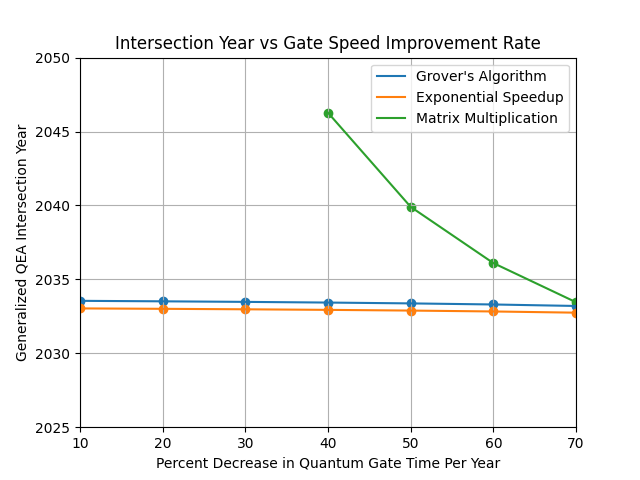 Intersection Year vs Gate Speed Improvement Rate
Grover's Algorithm
Exponential Speedup
Matrix Multiplication
Generalized QEA Intersection Year
2050
2045
2040
2035
2030
2025
10 20 30 40 50 60 70
Percent Decrease in Quantum Gate Time Per Year